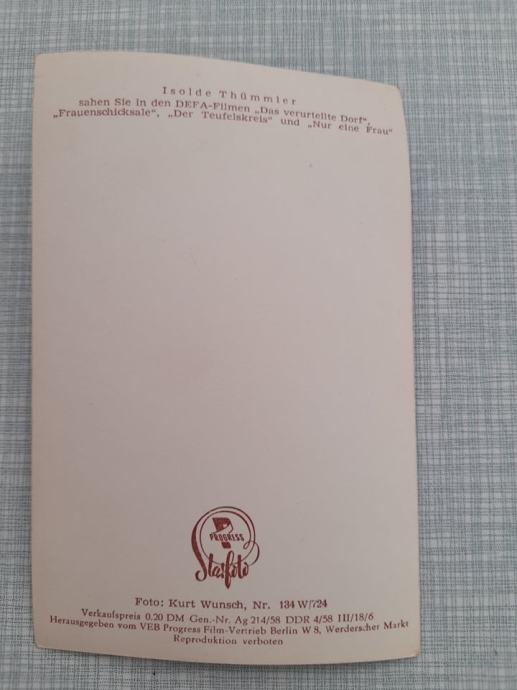 Isolde Thümmler
sahen Sie in den DEFA-Filmen „Das verurteilte Dorf“,
„Frauenschicksale“, „Der Teufelskreis“ und „Nur eine Frau“
PROGRESS
Starfoto
Foto: Kurt Wunsch, Nr. 134 W/724
Verkaufspreis 0.20 DM Gen.-Nr. Ag 214/58 DDR 4/58 III/18/6
Herausgegeben vom VEB Progress Film-Vertrieb Berlin W 8, Werderscher Markt
Reproduktion verboten